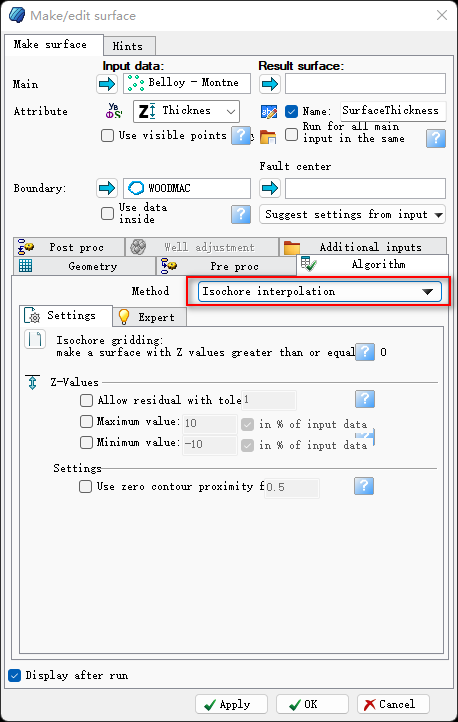 Make/edit surface
Make surface
Hints
Input data:
Result surface:
Main
Belloy - Montne
Attribute
Z
Thicknes
Name:
SurfaceThickness
Use visible points
?
Run for all main
input in the same
?
Fault center
Boundary:
WOODMAC
Use data
inside
?
Suggest settings from input
Post proc
Well adjustment
Additional inputs
Geometry
Pre proc
Algorithm
Method
Isochore interpolation
Settings
Expert
Isochore gridding:
make a surface with Z values greater than or equal
?
0
Z-Values
Allow residual with tole
1
?
Maximum value:
10
in % of input data
Minimum value:
-10
in % of input data
Settings
Use zero contour proximity f
0.5
?
Display after run
Apply
OK
Cancel